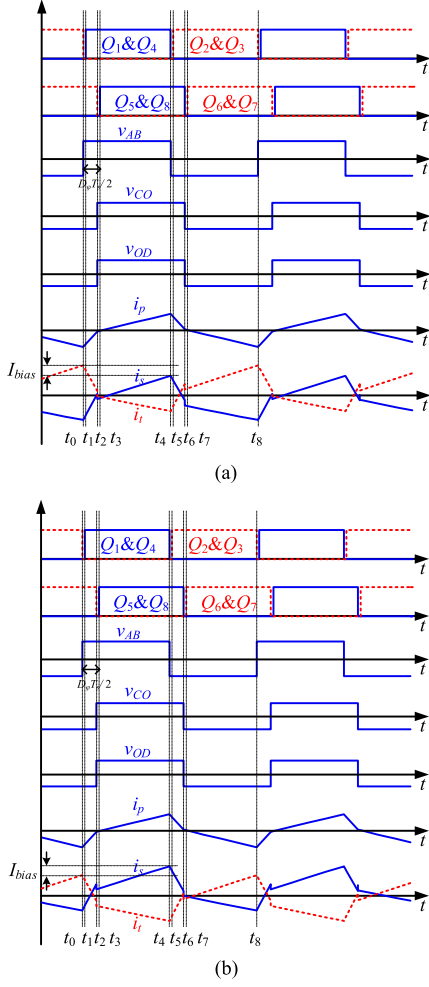 Q1&Q4 Q2&Q3 t
Q5&Q8 Q6&Q7 t
vAB t
DφTs/2
vCO t
vOD t
ip t
Ibias is it t
t0 t1 t2 t3 t4 t5 t6 t7 t8
(a)
Q1&Q4 Q2&Q3 t
Q5&Q8 Q6&Q7 t
vAB t
DφTs/2
vCO t
vOD t
ip t
Ibias is it t
t0 t1 t2 t3 t4 t5 t6 t7 t8
(b)